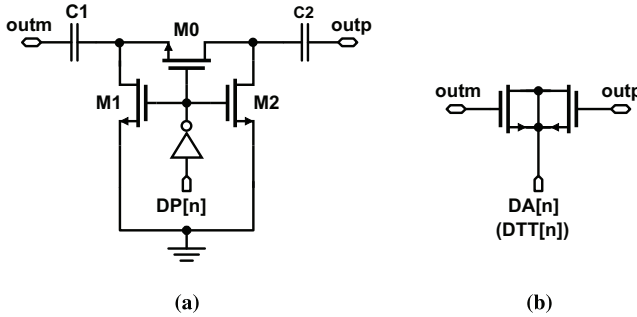 C1
C2
outm
M0
outp
M1
M2
DP[n]
(a)
outm
outp
DA[n]
(DTT[n])
(b)